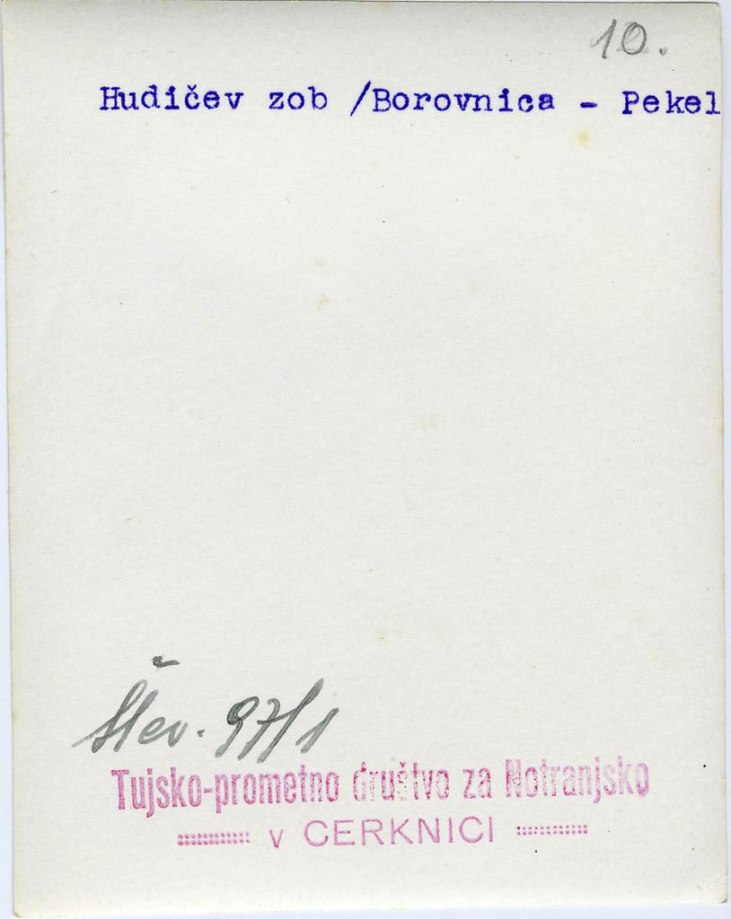 10.
Hudičev zob /Borovnica - Pekel
Štev. 97/1
Tujsko-prometno društvo za Notranjsko
v CERKNICI